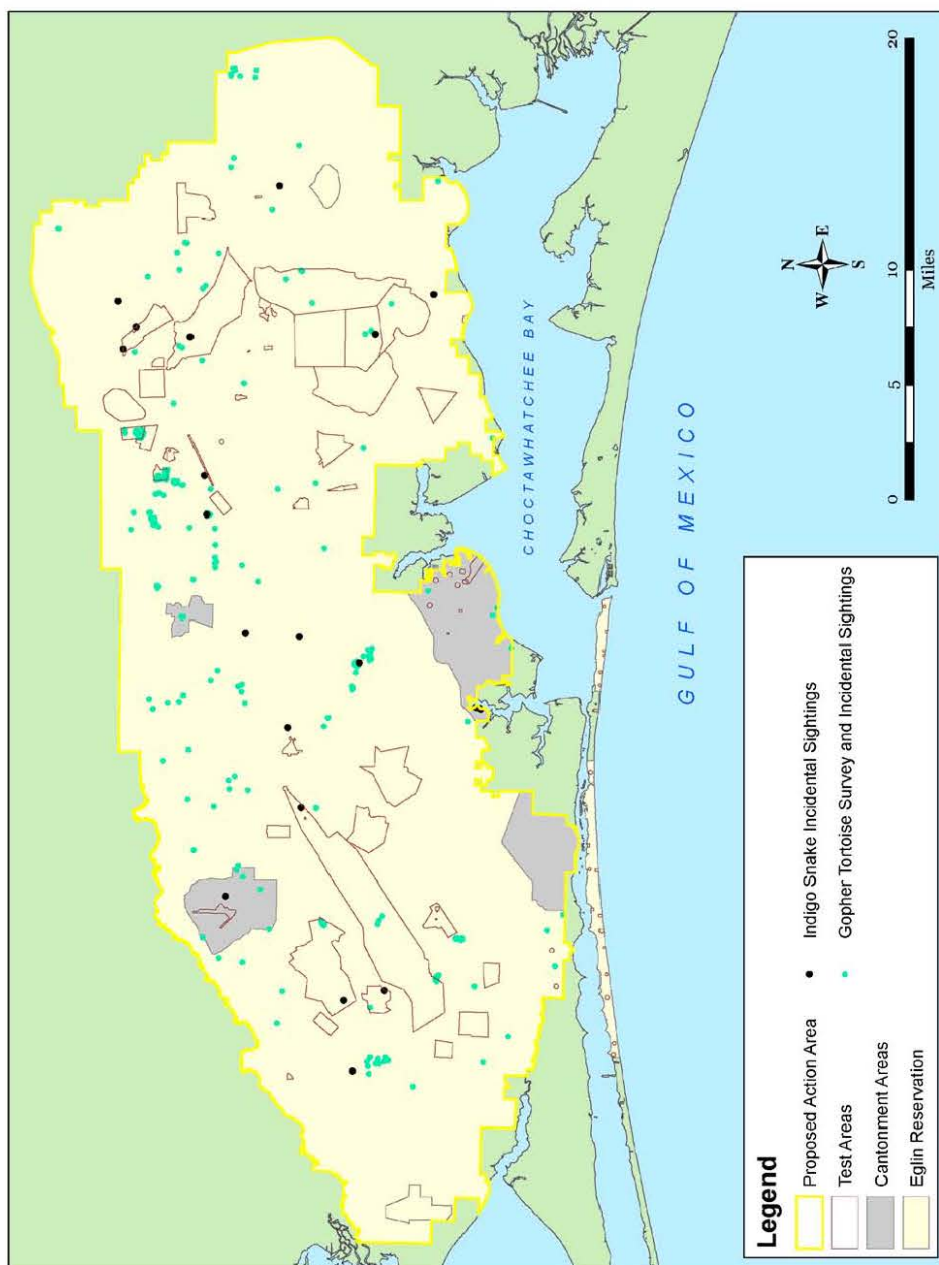 CHOCTAWHATCHEE BAY
GULF OF MEXICO
N
W E
S
0 5 10 20
Miles
Legend
Proposed Action Area
Test Areas
Cantonment Areas
Eglin Reservation
Indigo Snake Incidental Sightings
Gopher Tortoise Survey and Incidental Sightings